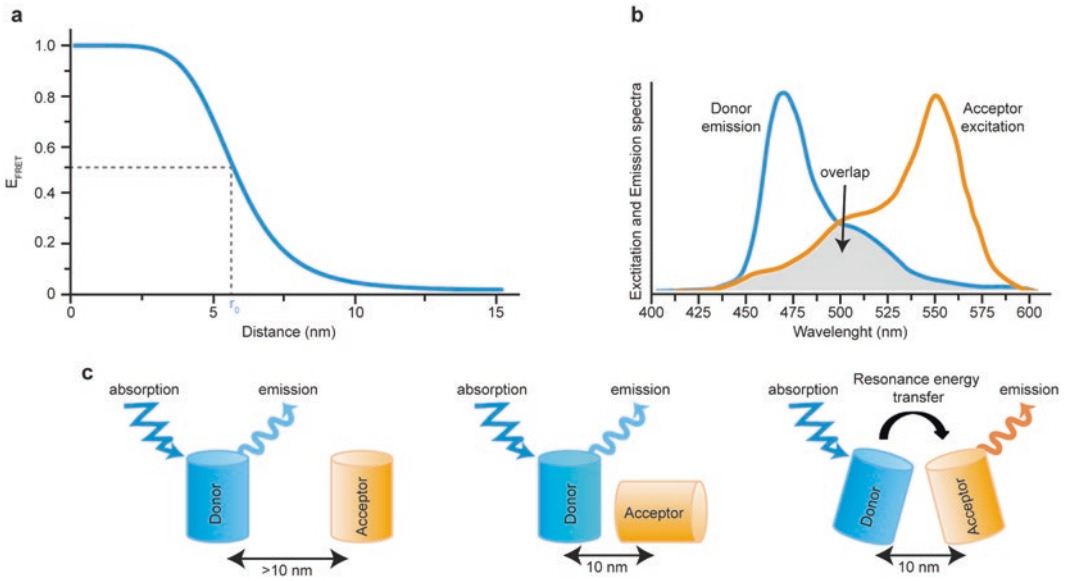 a
1.0
0.8
0.6
0.4
0.2
0
E_FRET
0
5
r_0
10
15
Distance (nm)
b
Exctitation and Emission spectra
Donor
emission
Acceptor
excitation
overlap
400 425 450 475 500 525 550 575 600
Wavelenght (nm)
c
absorption
emission
Donor
Acceptor
>10 nm
absorption
emission
Donor
Acceptor
10 nm
absorption
Resonance energy
transfer
emission
Donor
Acceptor
10 nm